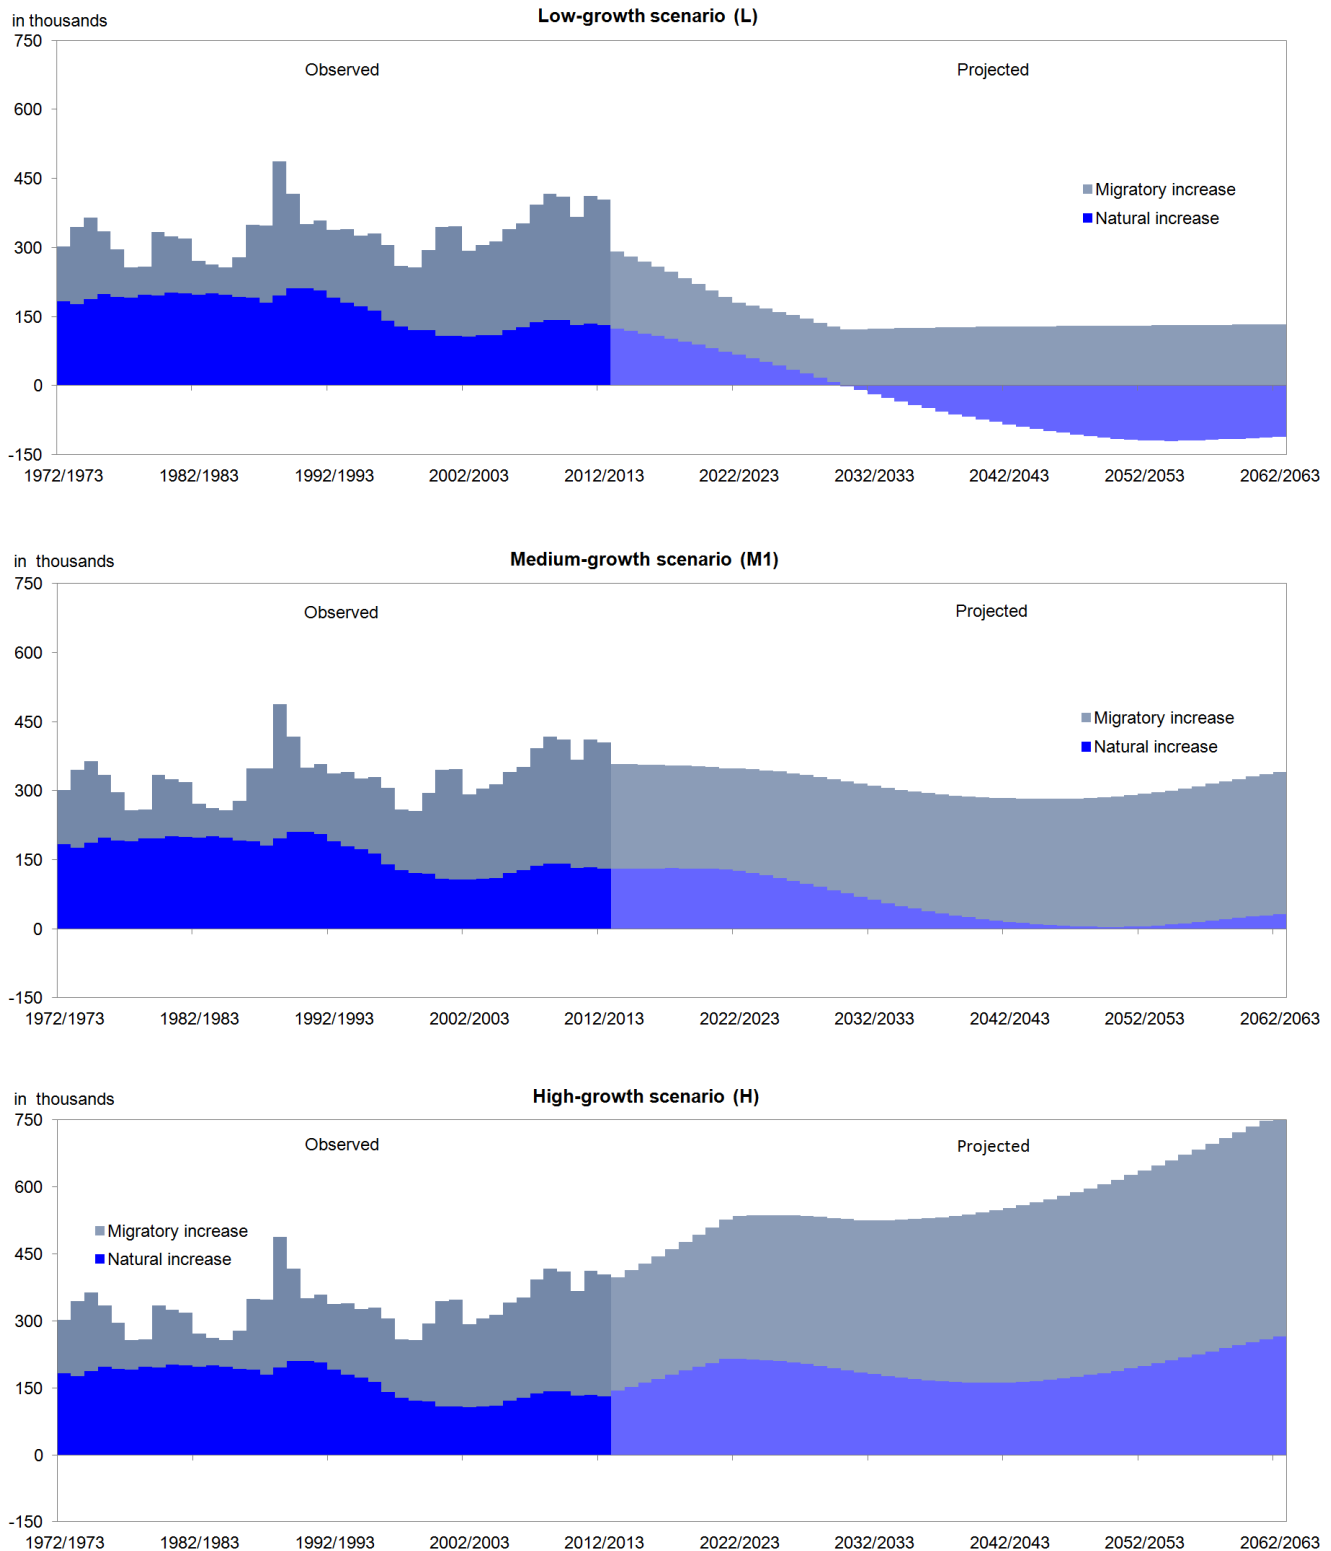 Low-growth scenario (L)
in thousands
750
Observed
Projected
600
450
Migratory increase
Natural increase
300
150
0
-150
1972/1973 1982/1983 1992/1993 2002/2003 2012/2013 2022/2023 2032/2033 2042/2043 2052/2053 2062/2063
Medium-growth scenario (M1)
in thousands
750
Observed
Projected
600
450
Migratory increase
Natural increase
300
150
0
-150
1972/1973 1982/1983 1992/1993 2002/2003 2012/2013 2022/2023 2032/2033 2042/2043 2052/2053 2062/2063
High-growth scenario (H)
in thousands
750
Observed
Projected
600
Migratory increase
Natural increase
450
300
150
0
-150
1972/1973 1982/1983 1992/1993 2002/2003 2012/2013 2022/2023 2032/2033 2042/2043 2052/2053 2062/2063